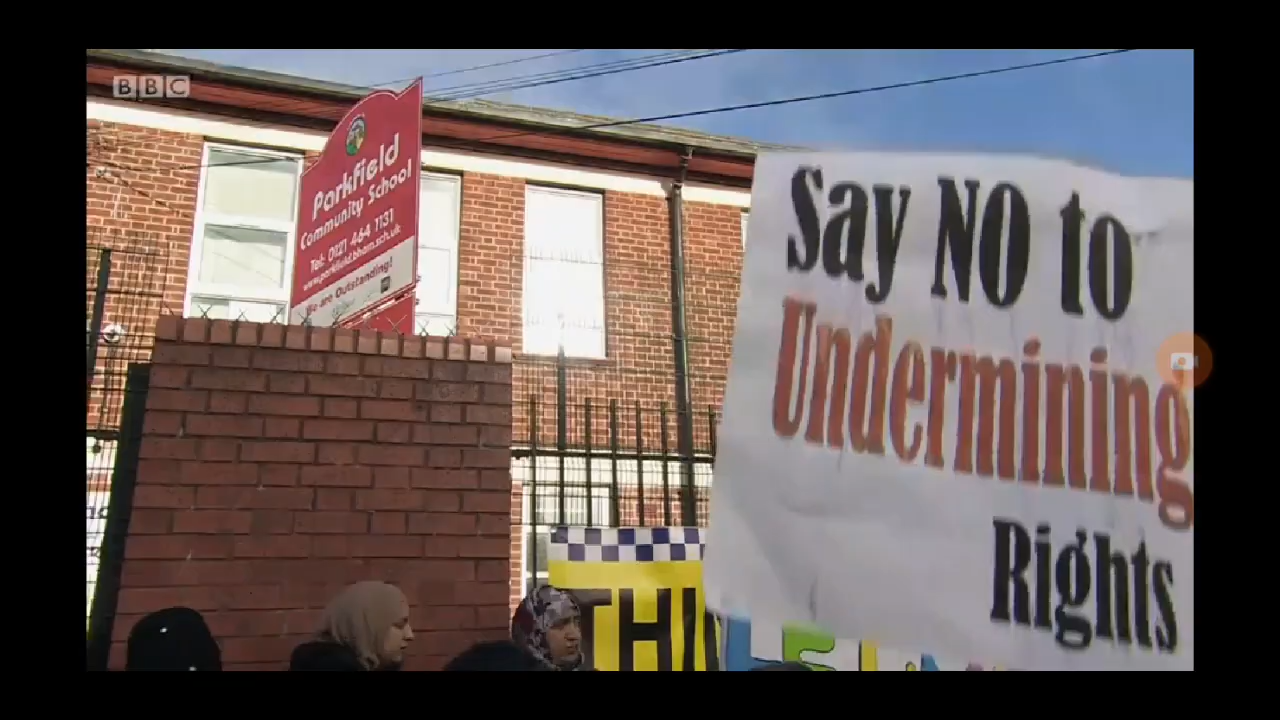 BBC
Parkfield
Community School
Tel: 0121 464 1131
www.parkfield.bham.sch.uk
We are Outstanding!
Say NO to
Undermining
Rights
THI